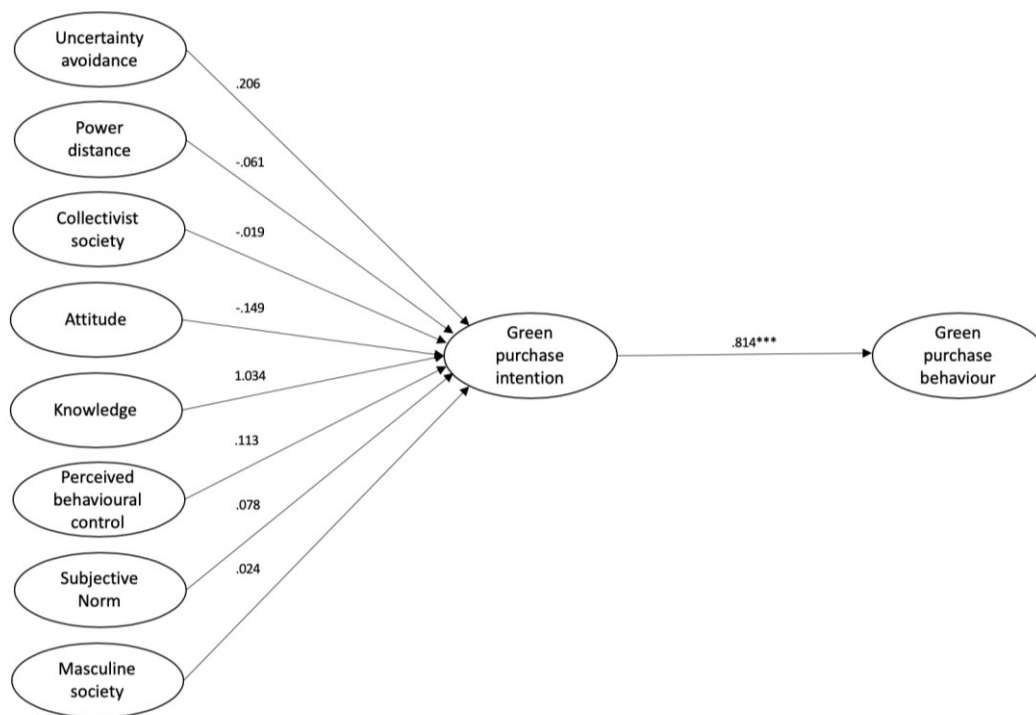 Uncertainty
avoidance
.206
Power
distance
-.061
Collectivist
society
-.019
Attitude
-.149
Knowledge
1.034
Perceived
behavioural
control
.113
Subjective
Norm
.078
Masculine
society
.024
Green
purchase
intention
.814***
Green
purchase
behaviour